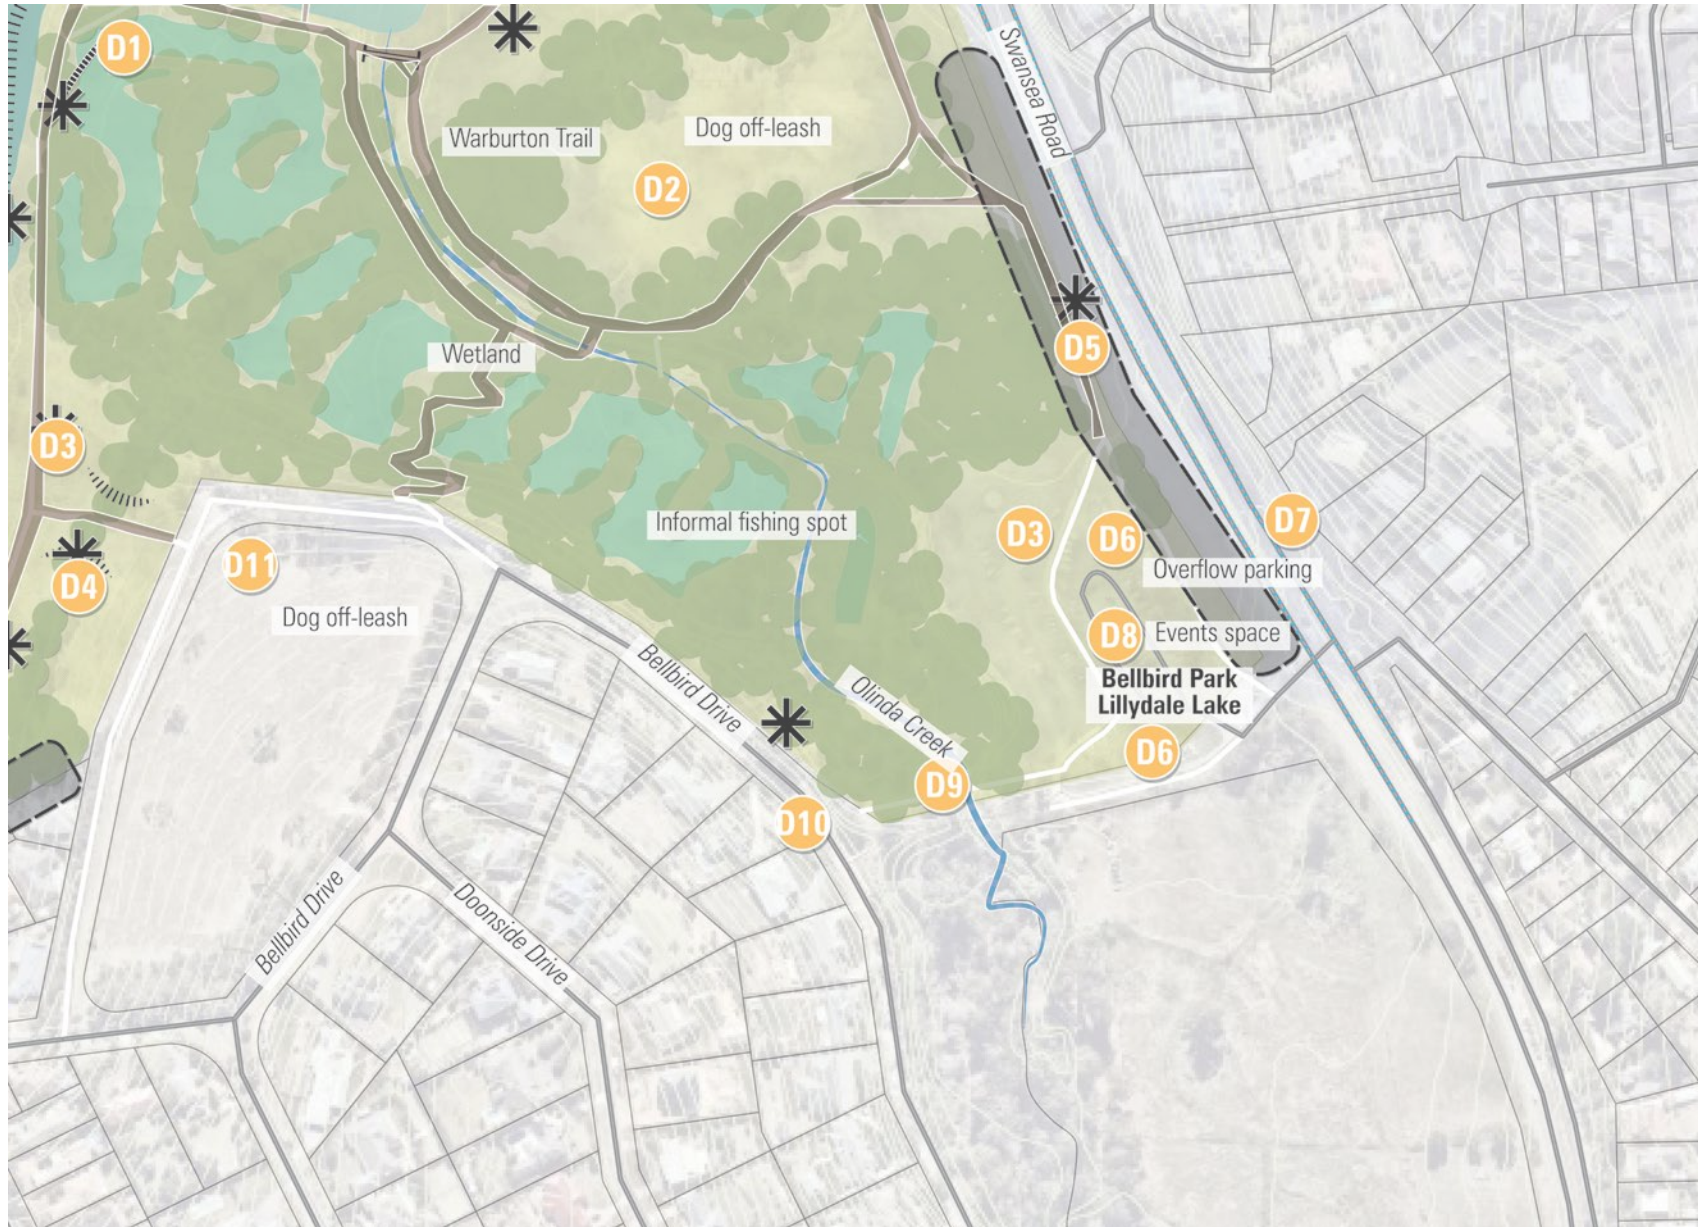 D1
Swansea Road
Warburton Trail
Dog off-leash
D2
D5
Wetland
D3
D7
Informal fishing spot
D3
D6
D11
D4
Overflow parking
Dog off-leash
D8
Events space
Bellbird Drive
Bellbird Park
Lillydale Lake
Olinda Creek
D6
D9
D10
Bellbird Drive
Doonside Drive